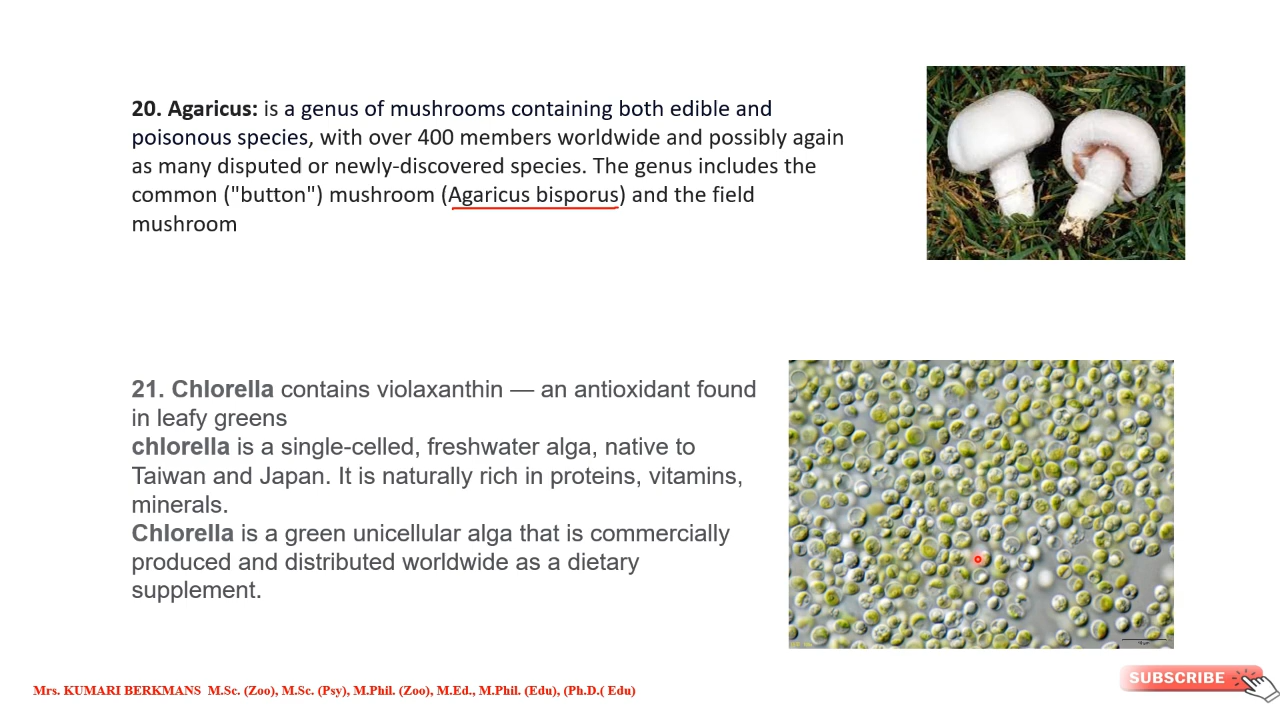 20. Agaricus: is a genus of mushrooms containing both edible and
poisonous species, with over 400 members worldwide and possibly again
as many disputed or newly-discovered species. The genus includes the
common ("button") mushroom (Agaricus bisporus) and the field
mushroom
21. Chlorella contains violaxanthin — an antioxidant found
in leafy greens
chlorella is a single-celled, freshwater alga, native to
Taiwan and Japan. It is naturally rich in proteins, vitamins,
minerals.
Chlorella is a green unicellular alga that is commercially
produced and distributed worldwide as a dietary
supplement.
Mrs. KUMARI BERKMANS M.Sc. (Zoo), M.Sc. (Psy), M.Phil. (Zoo), M.Ed., M.Phil. (Edu), (Ph.D.( Edu)
SUBSCRIBE